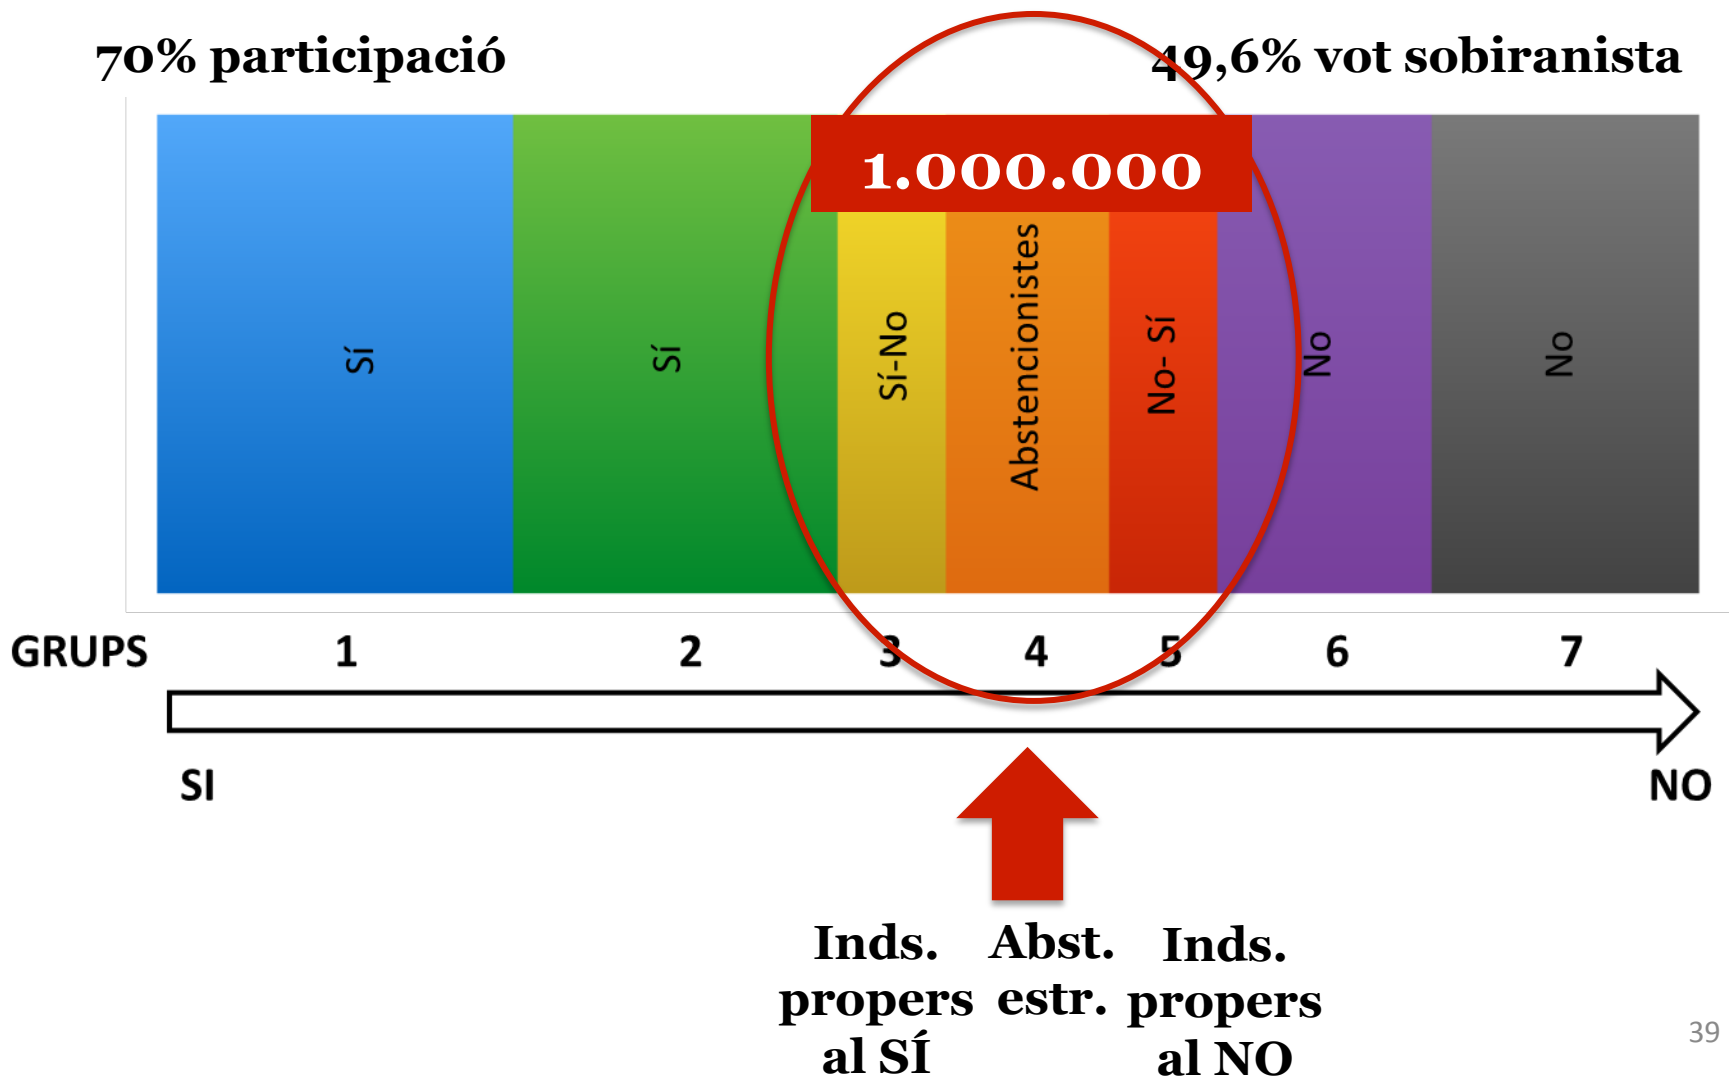 70% participació
49,6% vot sobiranista
1.000.000
Sí
Sí
Sí-No
Abstencionistes
No- Sí
No
No
GRUPS 1 2 3 4 5 6 7
SI
NO
Inds.
propers
al SÍ
Abst.
estr.
Inds.
propers
al NO
39